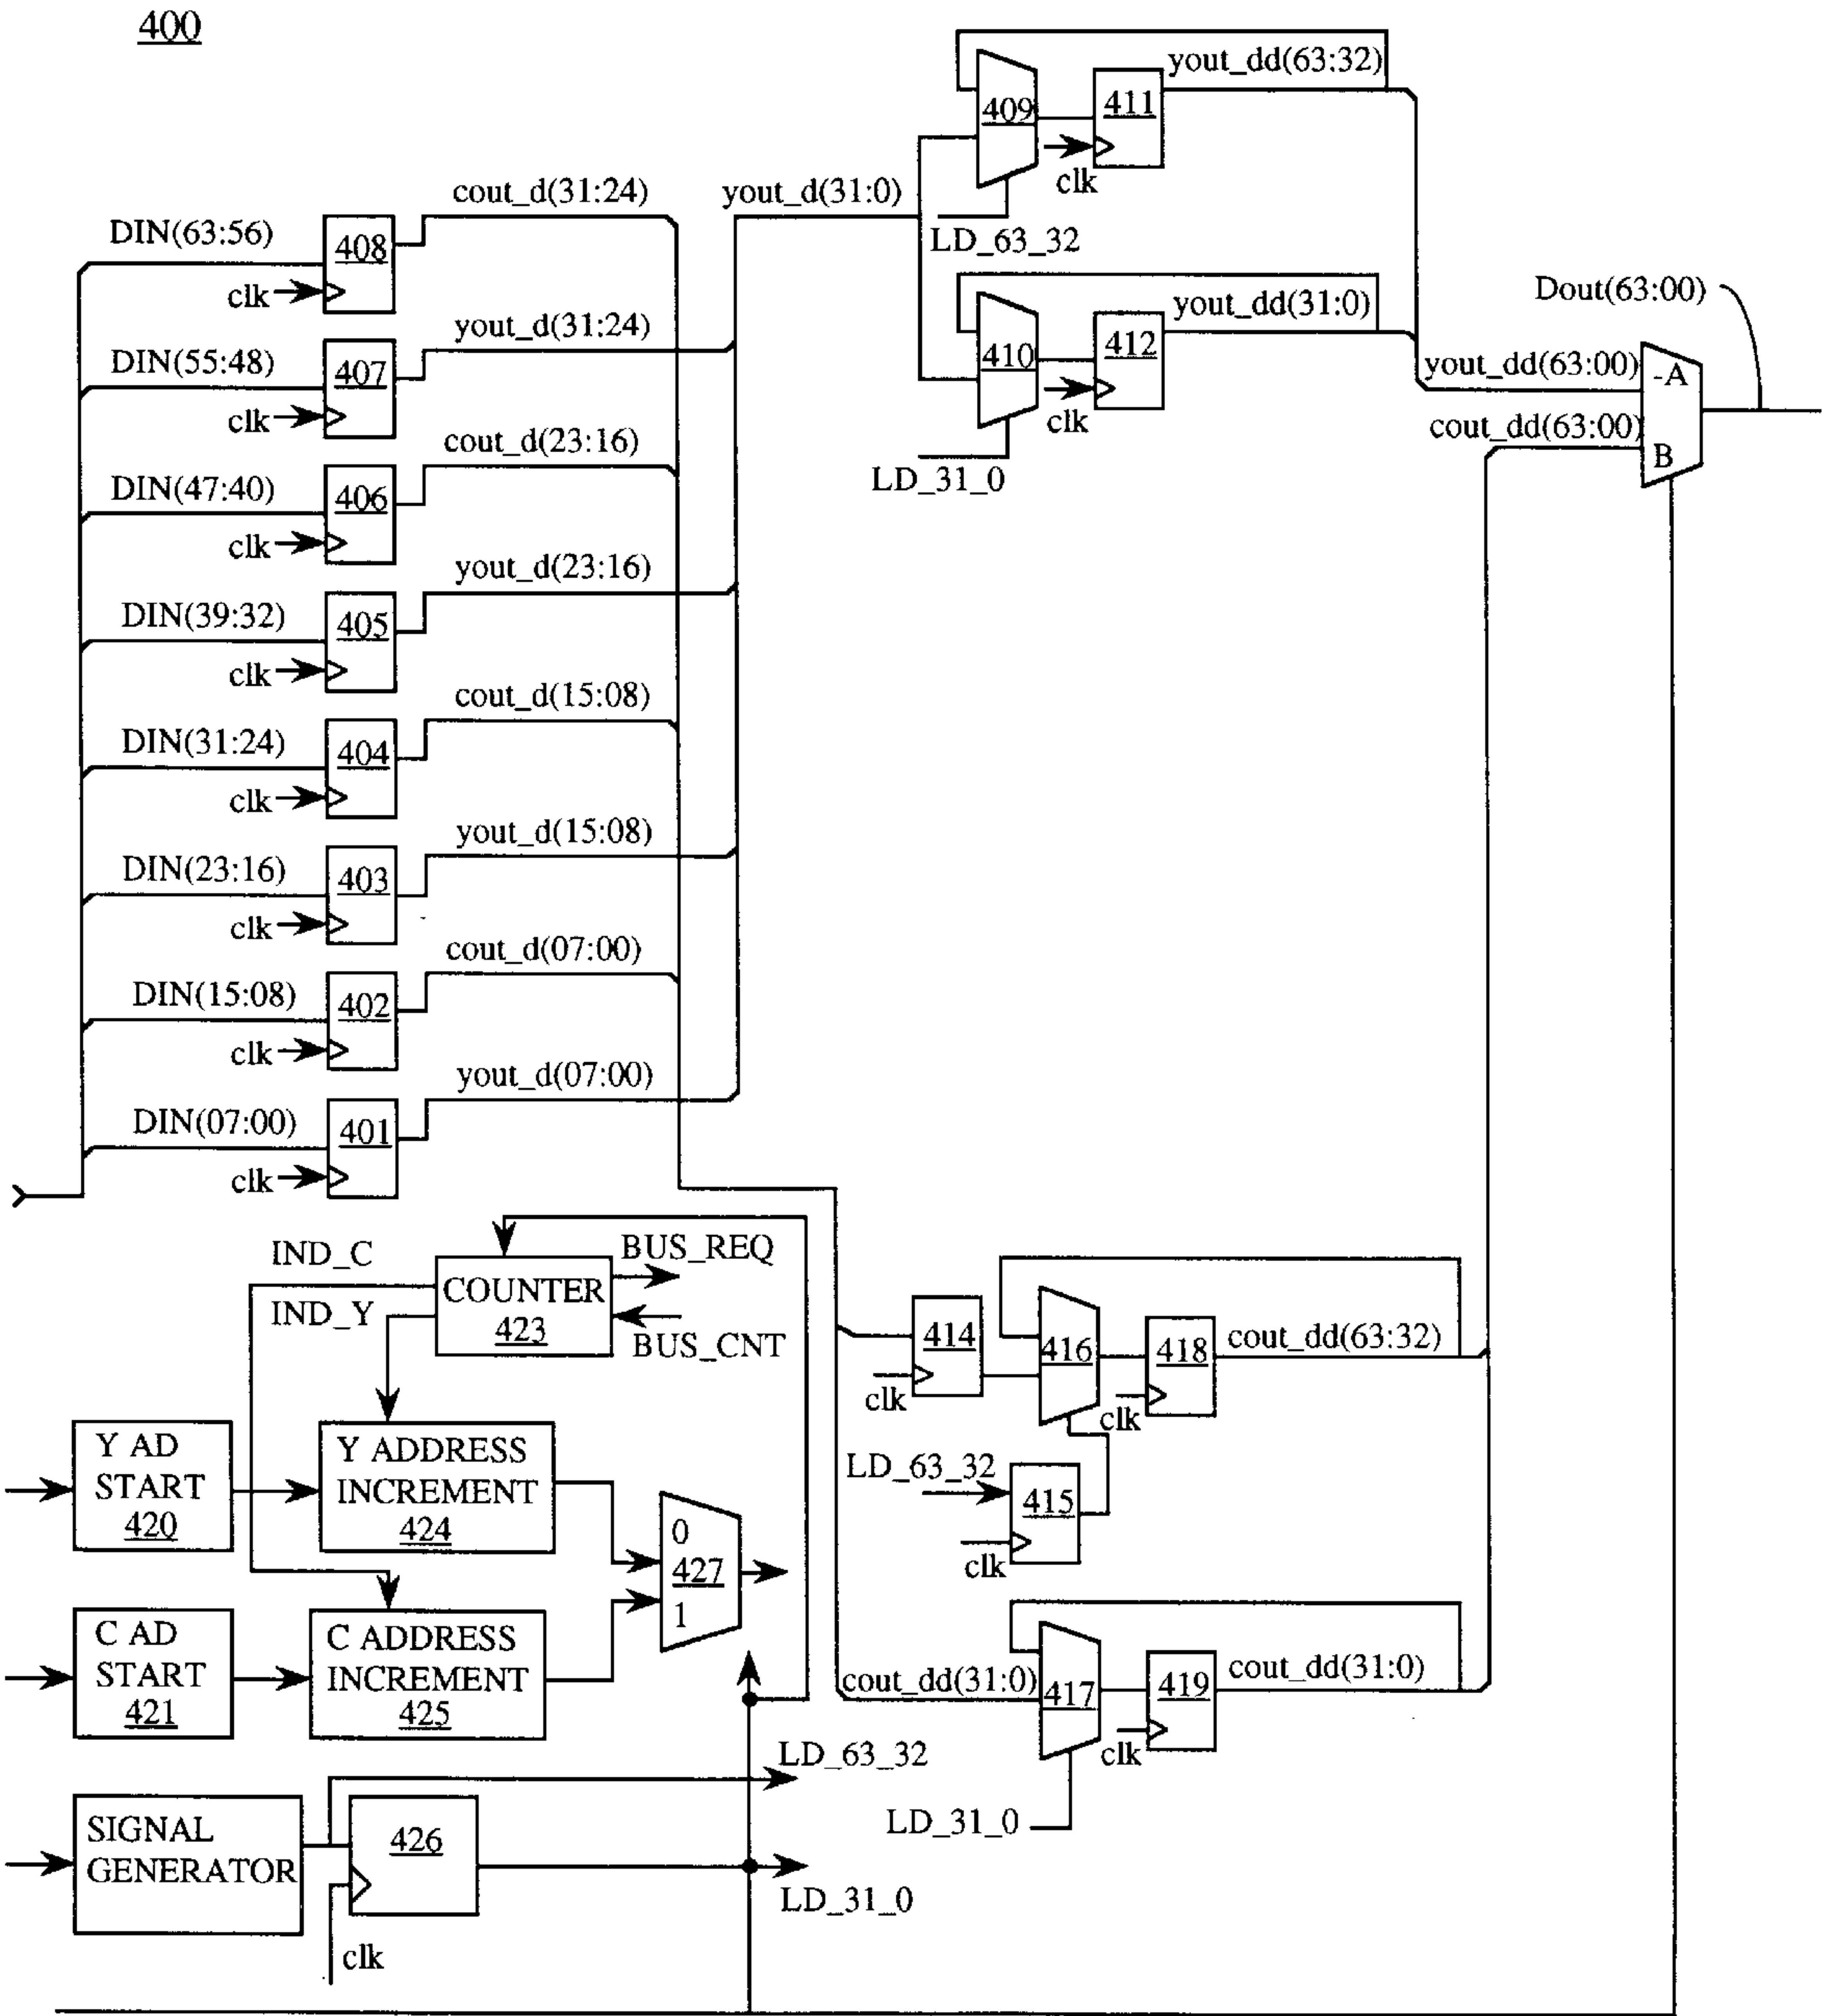 400
DIN(63:56)
408
clk
cout_d(31:24)
DIN(55:48)
407
clk
yout_d(31:24)
DIN(47:40)
406
clk
cout_d(23:16)
DIN(39:32)
405
clk
yout_d(23:16)
DIN(31:24)
404
clk
cout_d(15:08)
DIN(23:16)
403
clk
yout_d(15:08)
DIN(15:08)
402
clk
cout_d(07:00)
DIN(07:00)
401
clk
yout_d(07:00)
yout_d(31:0)
409
LD_63_32
411
clk
yout_dd(63:32)
410
LD_31_0
412
clk
yout_dd(31:0)
Dout(63:00)
yout_dd(63:00)
-A
cout_dd(63:00)
B
IND_C
IND_Y
COUNTER
423
BUS_REQ
BUS_CNT
Y AD
START
420
Y ADDRESS
INCREMENT
424
C AD
START
421
C ADDRESS
INCREMENT
425
0
427
1
SIGNAL
GENERATOR
426
clk
LD_63_32
LD_31_0
414
clk
416
418
clk
cout_dd(63:32)
LD_63_32
415
clk
cout_dd(31:0)
417
LD_31_0
419
clk
cout_dd(31:0)